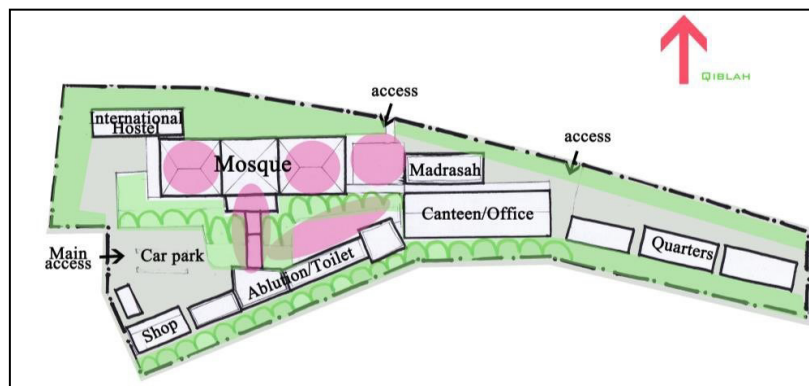 QIBLAH
access
access
International
Hostel
Mosque
Madrasah
Canteen/Office
Main
access
Car park
Quarters
Ablution/Toilet
Shop